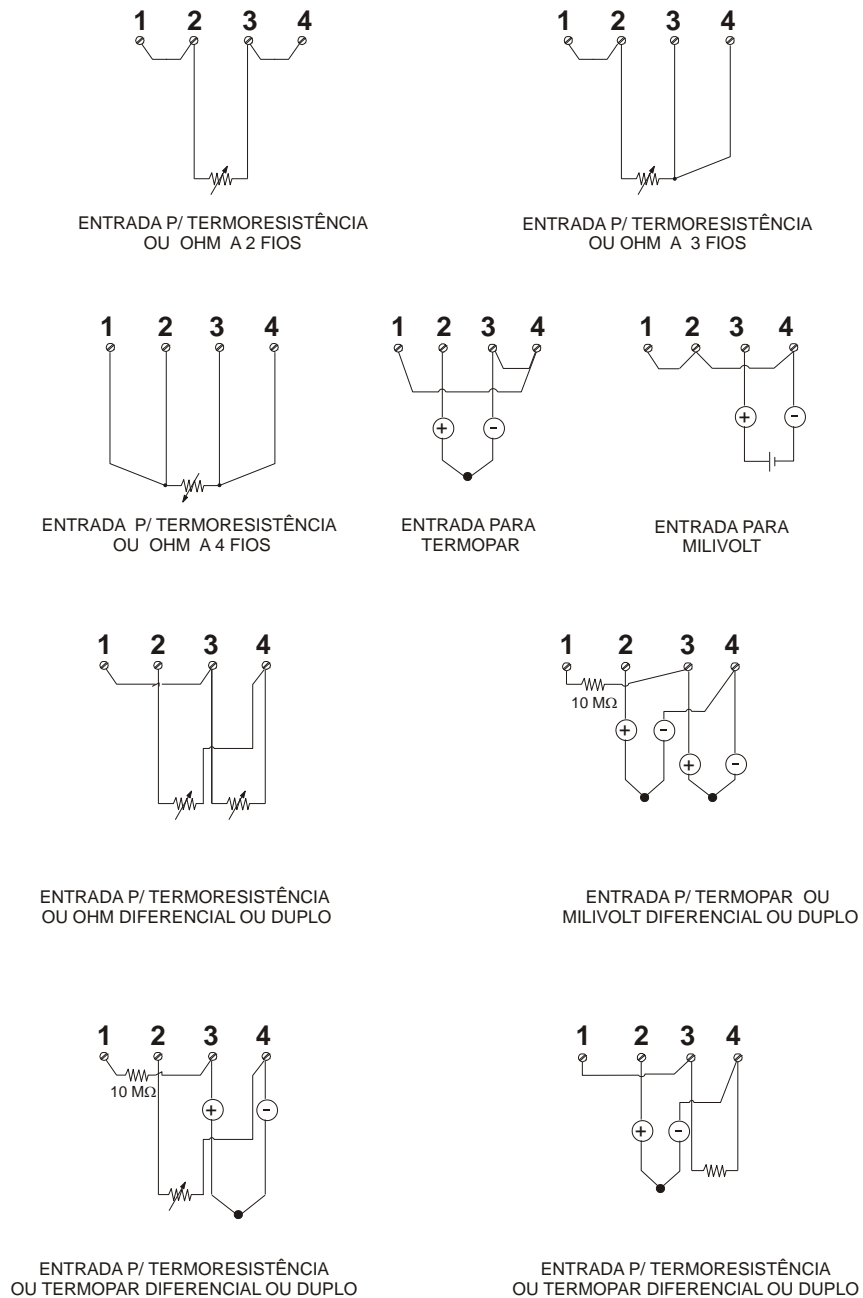 1 2 3 4
1 2 3 4
ENTRADA P/ TERMORESISTÊNCIA
OU OHM A 2 FIOS
ENTRADA P/ TERMORESISTÊNCIA
OU OHM A 3 FIOS
1 2 3 4
1 2 3 4
1 2 3 4
+ -
+ -
ENTRADA P/ TERMORESISTÊNCIA
OU OHM A 4 FIOS
ENTRADA PARA
TERMOPAR
ENTRADA PARA
MILIVOLT
1 2 3 4
1 2 3 4
10 MΩ
+ -
+ -
ENTRADA P/ TERMORESISTÊNCIA
OU OHM DIFERENCIAL OU DUPLO
ENTRADA P/ TERMOPAR OU
MILIVOLT DIFERENCIAL OU DUPLO
1 2 3 4
1 2 3 4
10 MΩ
+ -
+ -
ENTRADA P/ TERMORESISTÊNCIA
OU TERMOPAR DIFERENCIAL OU DUPLO
ENTRADA P/ TERMORESISTÊNCIA
OU TERMOPAR DIFERENCIAL OU DUPLO